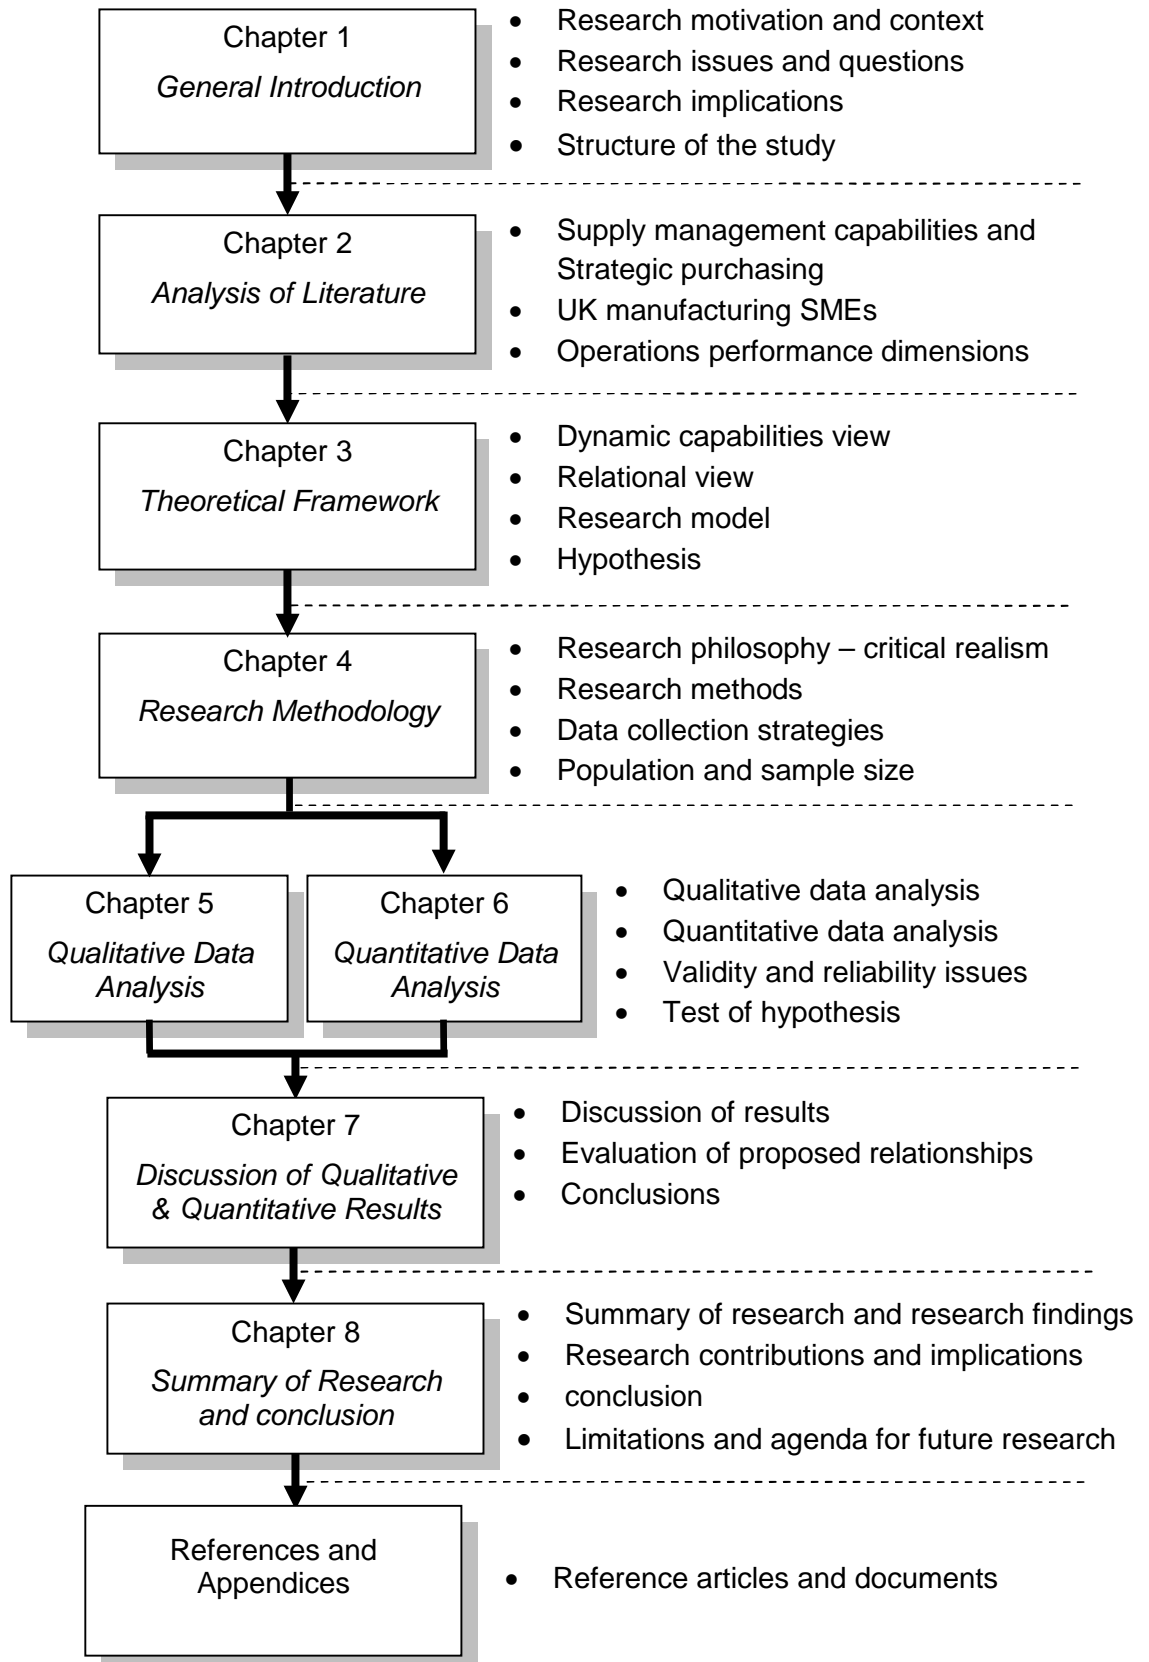 Chapter 1
General Introduction
• Research motivation and context
• Research issues and questions
• Research implications
• Structure of the study
Chapter 2
Analysis of Literature
• Supply management capabilities and
Strategic purchasing
• UK manufacturing SMEs
• Operations performance dimensions
Chapter 3
Theoretical Framework
• Dynamic capabilities view
• Relational view
• Research model
• Hypothesis
Chapter 4
Research Methodology
• Research philosophy – critical realism
• Research methods
• Data collection strategies
• Population and sample size
Chapter 5
Qualitative Data
Analysis
Chapter 6
Quantitative Data
Analysis
• Qualitative data analysis
• Quantitative data analysis
• Validity and reliability issues
• Test of hypothesis
Chapter 7
Discussion of Qualitative
& Quantitative Results
• Discussion of results
• Evaluation of proposed relationships
• Conclusions
Chapter 8
Summary of Research
and conclusion
• Summary of research and research findings
• Research contributions and implications
• conclusion
• Limitations and agenda for future research
References and
Appendices
• Reference articles and documents